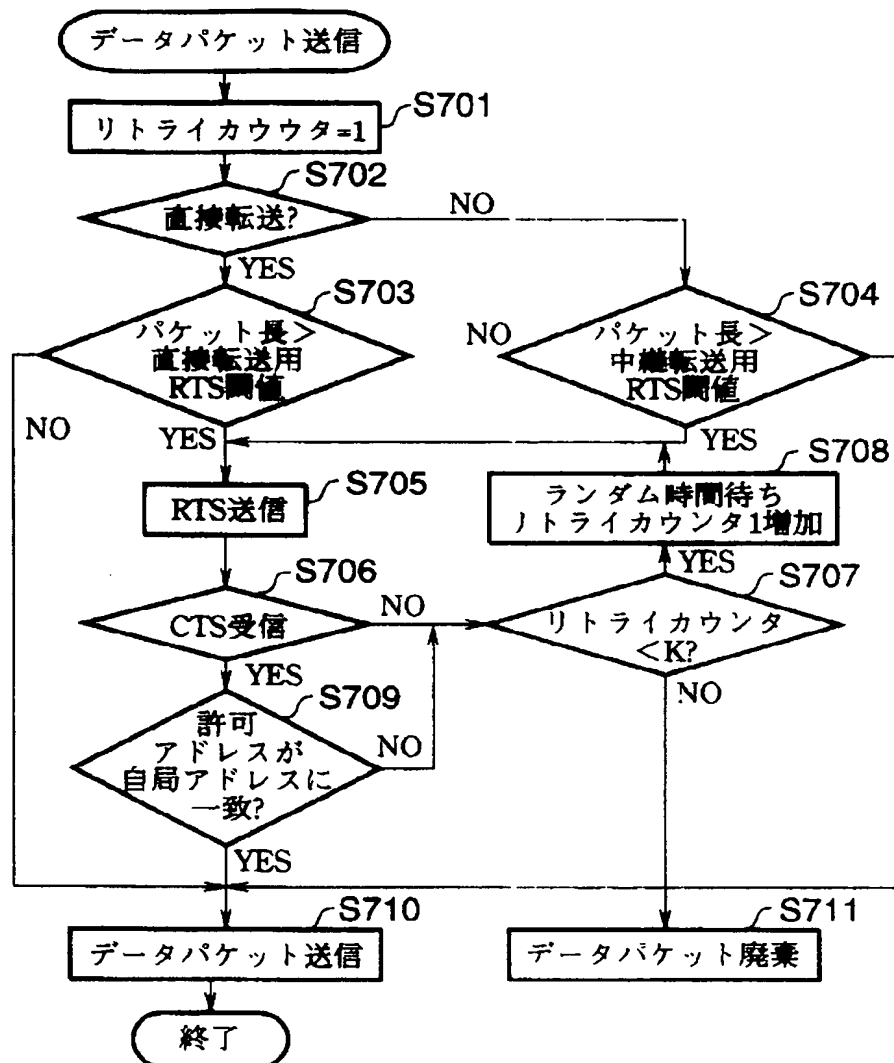 データパケット送信
S701
リトライカウウタ=1
S702
直接転送?
NO
YES
S703
パケット長>
直接転送用
RTS閾値
NO
YES
S704
NO
パケット長>
中継転送用
RTS閾値
YES
S705
RTS送信
S708
ランダム時間待ち
リトライカウンタ1増加
YES
S706
CTS受信
NO
YES
S707
リトライカウンタ
<K?
NO
S709
許可
アドレスが
自局アドレスに
一致?
NO
YES
S710
データパケット送信
S711
データパケット廃棄
終了